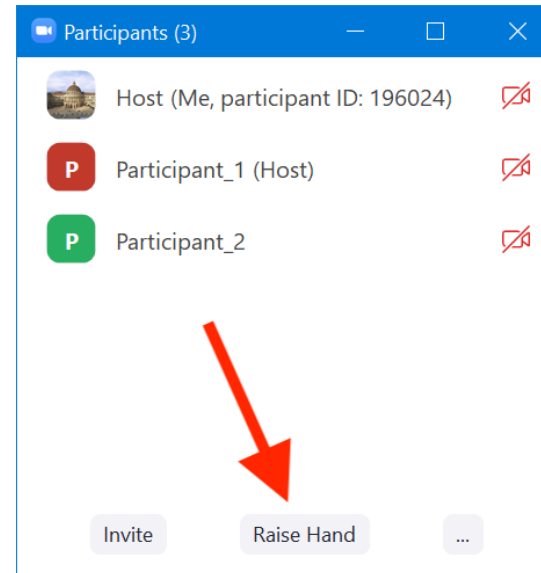 Participants (3)
Host (Me, participant ID: 196024)
P Participant_1 (Host)
P Participant_2
Invite Raise Hand ...